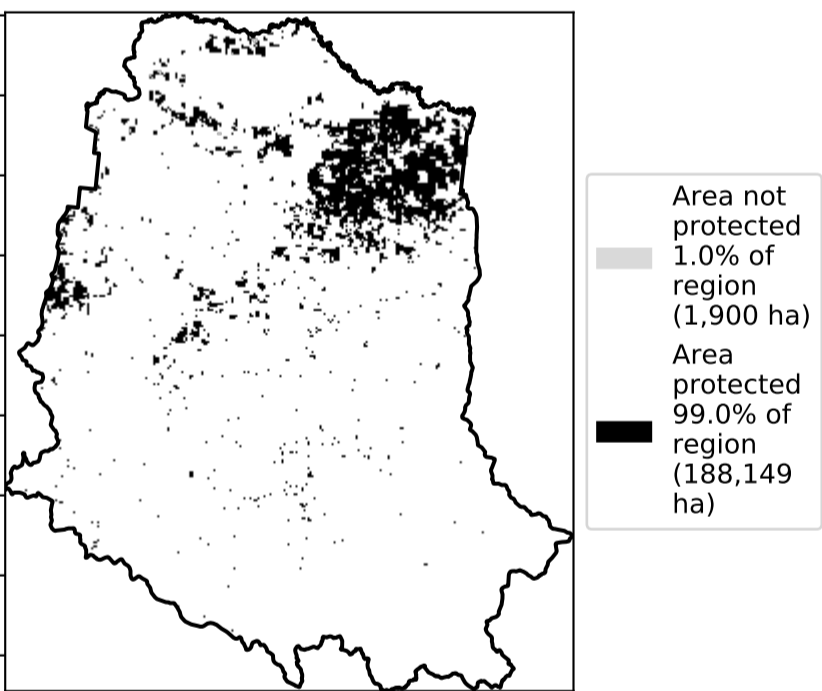 Area not
protected
1.0% of
region
(1,900 ha)
Area
protected
99.0% of
region
(188,149
ha)